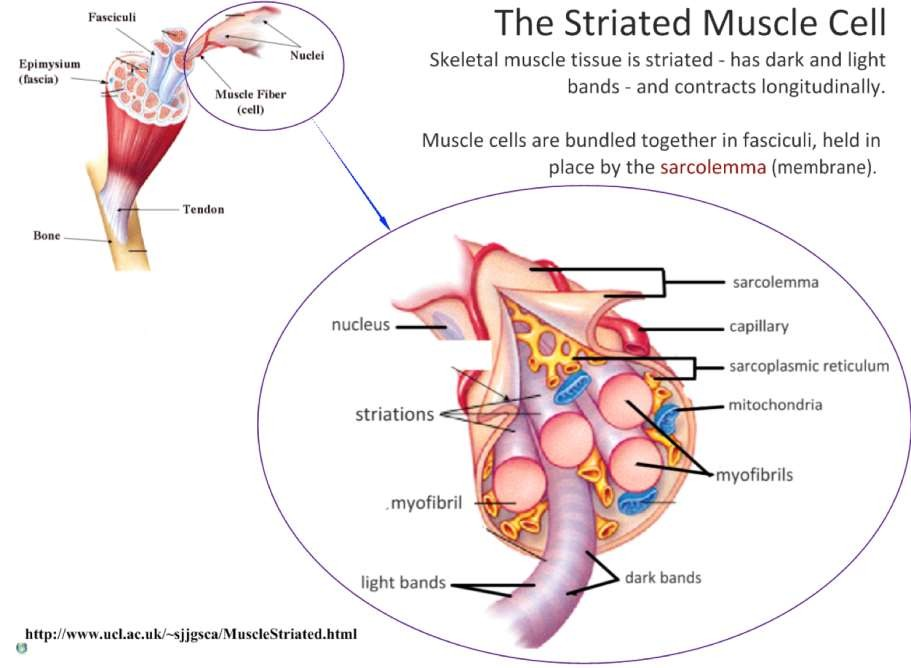 The Striated Muscle Cell
Skeletal muscle tissue is striated - has dark and light
bands - and contracts longitudinally.
Muscle cells are bundled together in fasciculi, held in
place by the sarcolemma (membrane).
Fasciculi
Epimysium
(fascia)
Nuclei
Muscle Fiber
(cell)
Tendon
Bone
sarcolemma
nucleus
capillary
sarcoplasmic reticulum
mitochondria
striations
myofibrils
.myofibril
light bands
dark bands
http://www.ucl.ac.uk/~sjjgsca/MuscleStriated.html